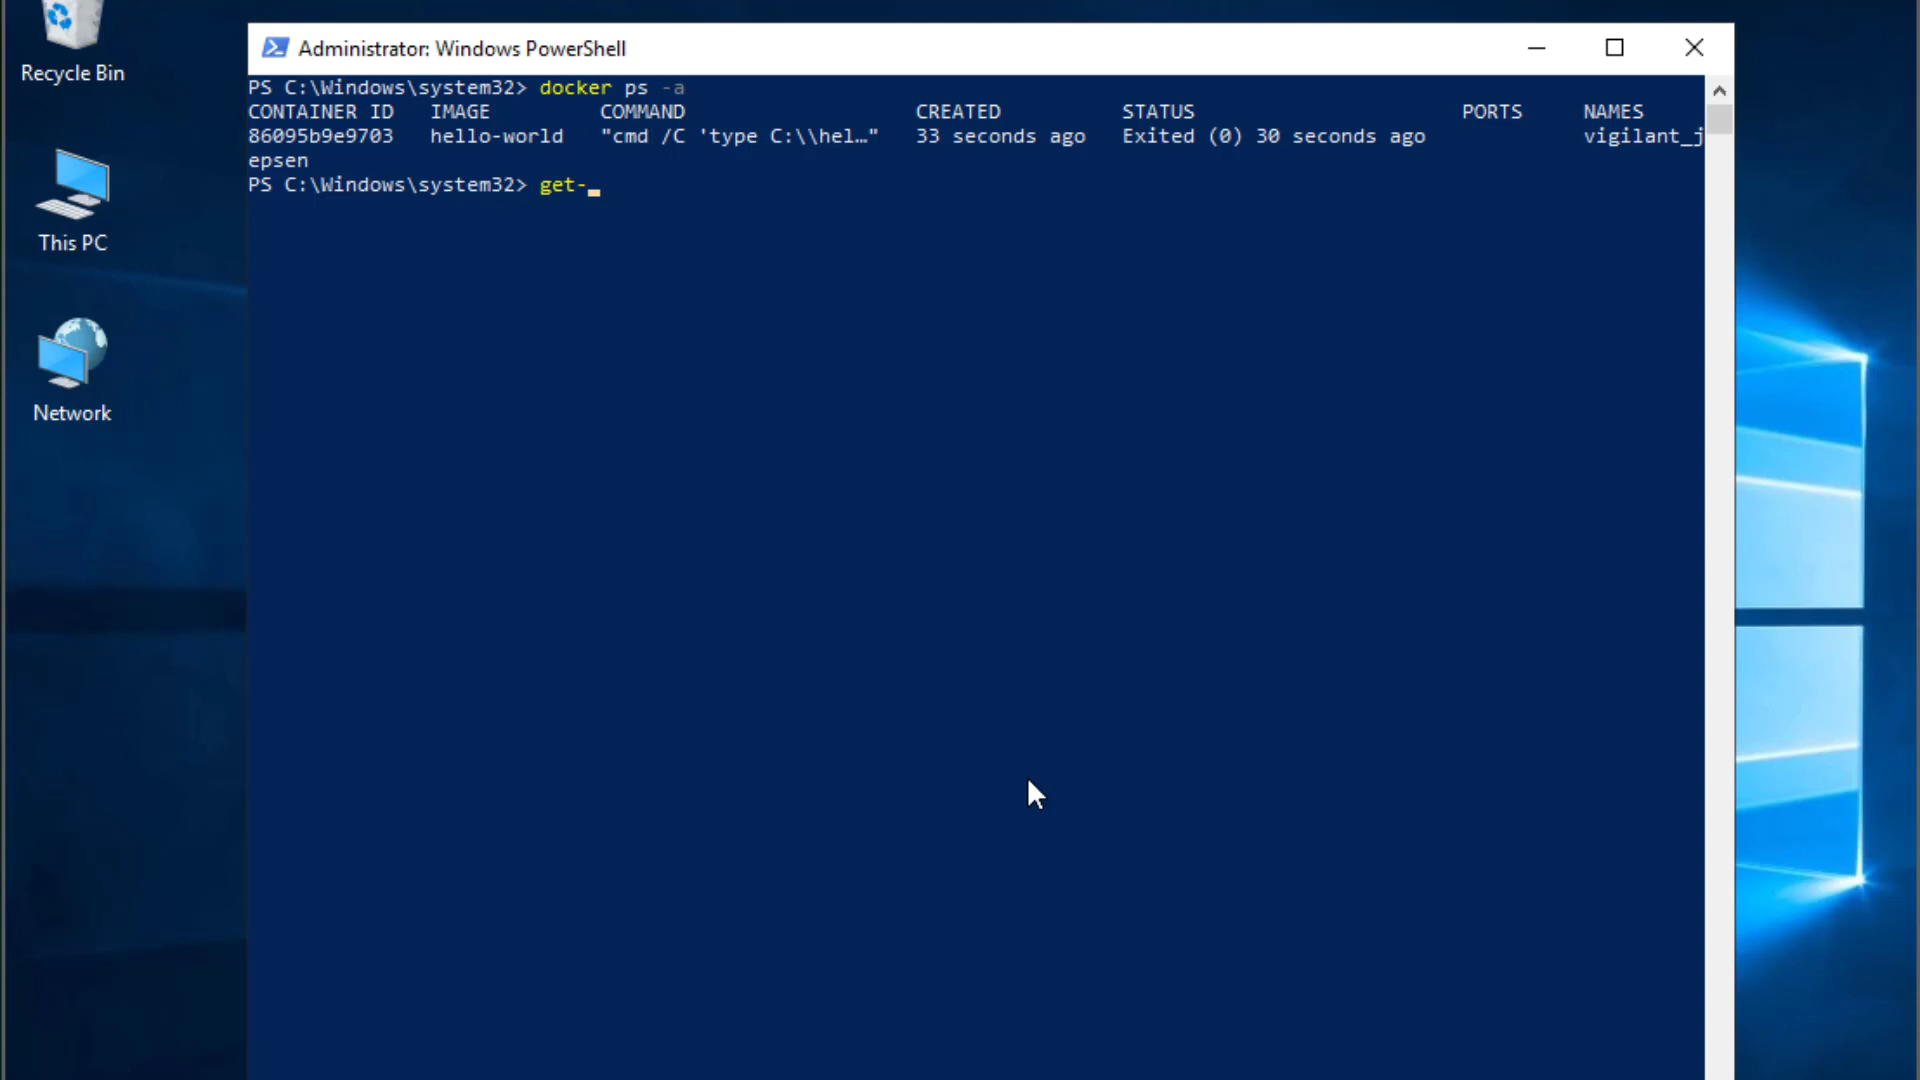 Recycle Bin
This PC
Network
Administrator: Windows PowerShell
PS C:\Windows\system32> docker ps -a
CONTAINER ID   IMAGE         COMMAND                   CREATED          STATUS                      PORTS     NAMES
86095b9e9703   hello-world   "cmd /C 'type C:\\hel…"   33 seconds ago   Exited (0) 30 seconds ago             vigilant_j
epsen
PS C:\Windows\system32> get-